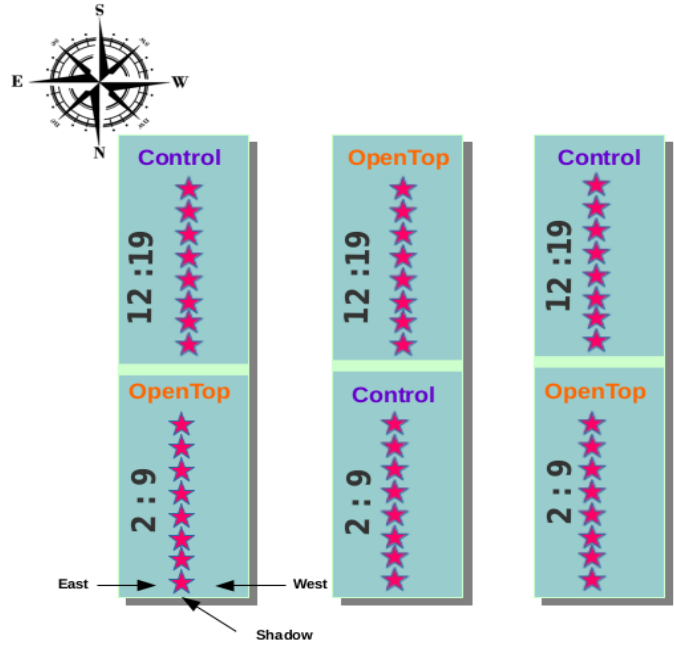 S
E
W
N
Control
OpenTop
Control
12 :19
12 :19
12 :19
OpenTop
Control
OpenTop
2 : 9
2 : 9
2 : 9
East
West
Shadow